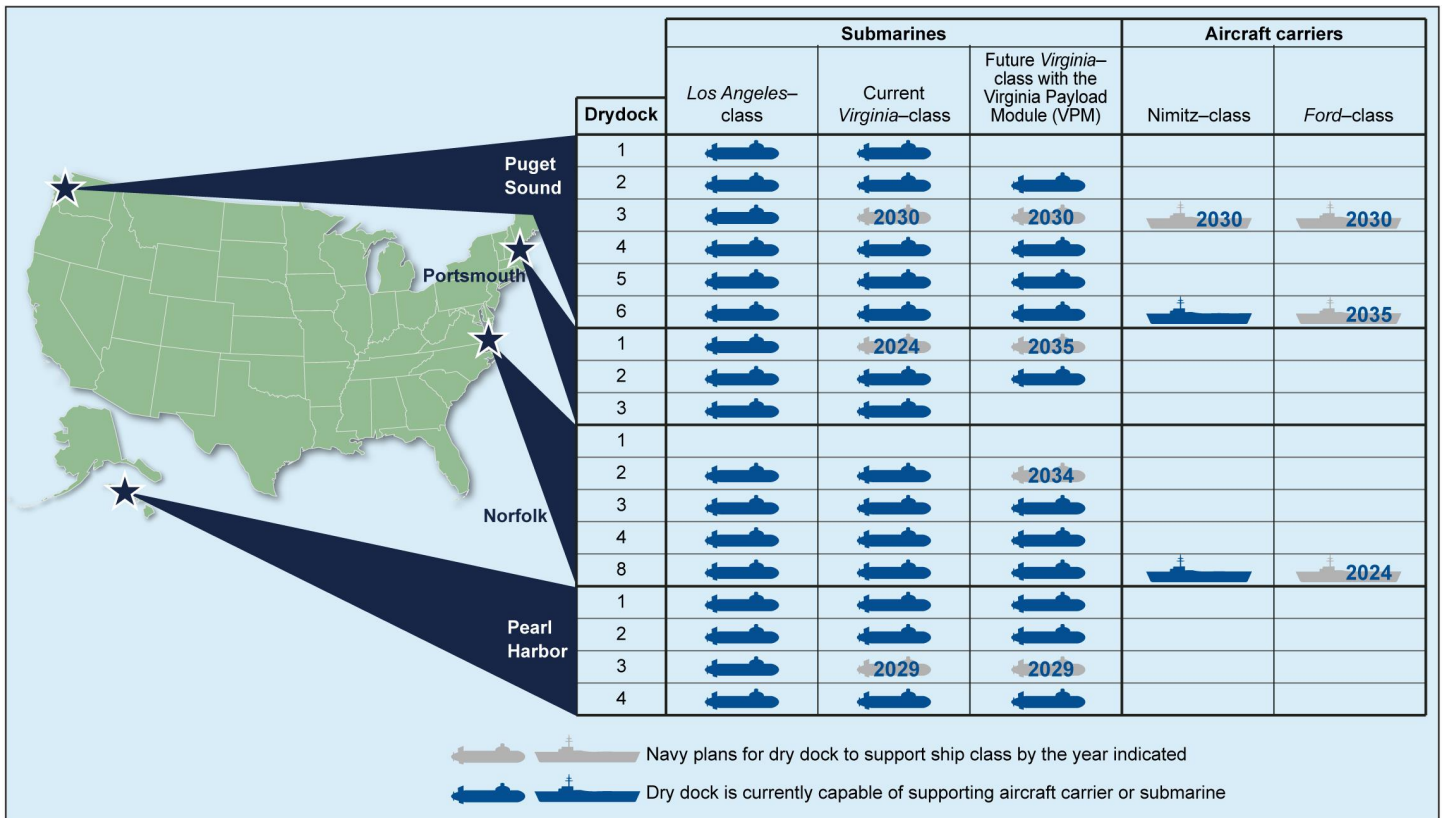 Submarines
Aircraft carriers
Drydock
Los Angeles–
class
Current
Virginia–class
Future Virginia–
class with the
Virginia Payload
Module (VPM)
Nimitz–class
Ford–class
Puget
Sound
1
2
3 2030 2030 2030 2030
4
5
6 2035
Portsmouth
1 2024 2035
2
3
Norfolk
1
2 2034
3
4
8 2024
Pearl
Harbor
1
2
3 2029 2029
4
Navy plans for dry dock to support ship class by the year indicated
Dry dock is currently capable of supporting aircraft carrier or submarine